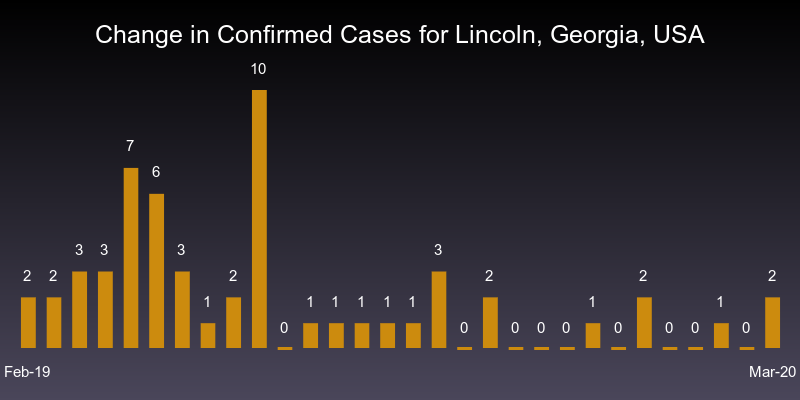 Change in Confirmed Cases for Lincoln, Georgia, USA
2 2 3 3 7 6 3 1 2 10 0 1 1 1 1 1 3 0 2 0 0 0 1 0 2 0 0 1 0 2
Feb-19 Mar-20